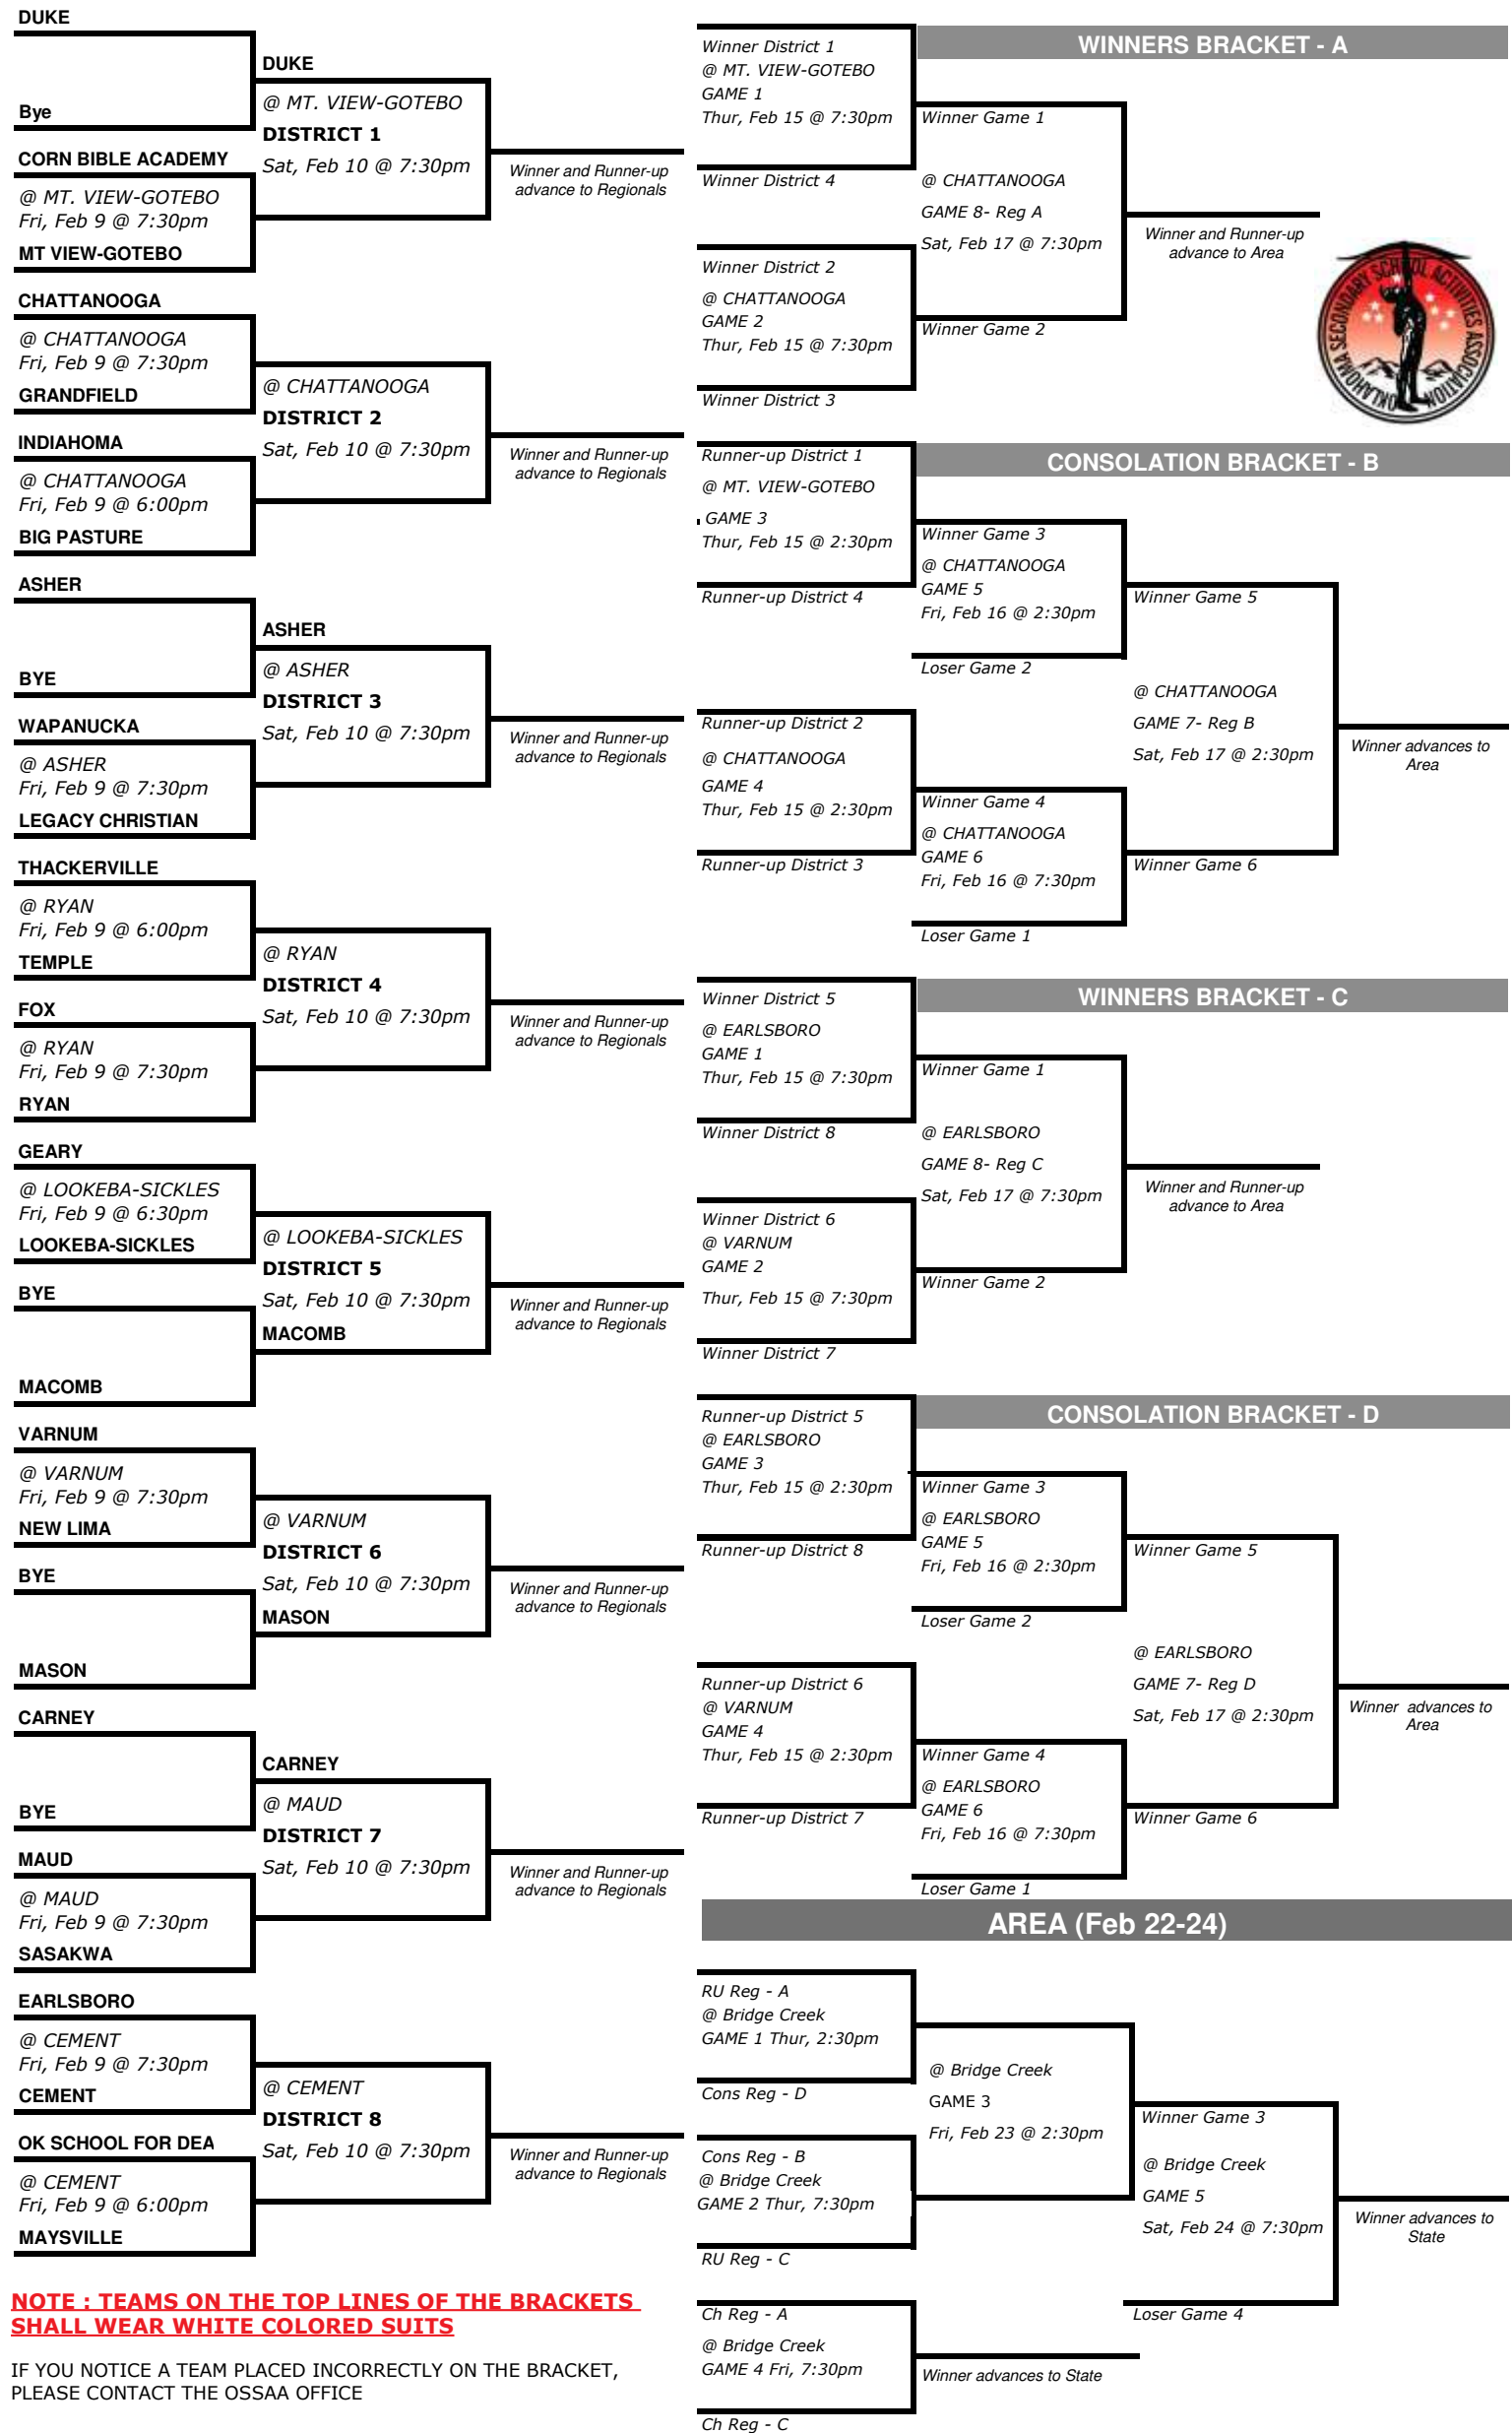 DUKE
Bye
DUKE
@ MT. VIEW-GOTEBO
DISTRICT 1
Sat, Feb 10 @ 7:30pm
CORN BIBLE ACADEMY
@ MT. VIEW-GOTEBO
Fri, Feb 9 @ 7:30pm
MT VIEW-GOTEBO
Winner and Runner-up
advance to Regionals
CHATTANOOGA
@ CHATTANOOGA
Fri, Feb 9 @ 7:30pm
GRANDFIELD
@ CHATTANOOGA
DISTRICT 2
Sat, Feb 10 @ 7:30pm
INDIAHOMA
@ CHATTANOOGA
Fri, Feb 9 @ 6:00pm
BIG PASTURE
Winner and Runner-up
advance to Regionals
ASHER
BYE
ASHER
@ ASHER
DISTRICT 3
Sat, Feb 10 @ 7:30pm
WAPANUCKA
@ ASHER
Fri, Feb 9 @ 7:30pm
LEGACY CHRISTIAN
Winner and Runner-up
advance to Regionals
THACKERVILLE
@ RYAN
Fri, Feb 9 @ 6:00pm
TEMPLE
@ RYAN
DISTRICT 4
Sat, Feb 10 @ 7:30pm
FOX
@ RYAN
Fri, Feb 9 @ 7:30pm
RYAN
Winner and Runner-up
advance to Regionals
GEARY
@ LOOKEBA-SICKLES
Fri, Feb 9 @ 6:30pm
LOOKEBA-SICKLES
@ LOOKEBA-SICKLES
DISTRICT 5
Sat, Feb 10 @ 7:30pm
MACOMB
BYE
MACOMB
Winner and Runner-up
advance to Regionals
VARNUM
@ VARNUM
Fri, Feb 9 @ 7:30pm
NEW LIMA
@ VARNUM
DISTRICT 6
Sat, Feb 10 @ 7:30pm
MASON
BYE
MASON
Winner and Runner-up
advance to Regionals
CARNEY
BYE
CARNEY
@ MAUD
DISTRICT 7
Sat, Feb 10 @ 7:30pm
MAUD
@ MAUD
Fri, Feb 9 @ 7:30pm
SASAKWA
Winner and Runner-up
advance to Regionals
EARLSBORO
@ CEMENT
Fri, Feb 9 @ 7:30pm
CEMENT
@ CEMENT
DISTRICT 8
Sat, Feb 10 @ 7:30pm
OK SCHOOL FOR DEA
@ CEMENT
Fri, Feb 9 @ 6:00pm
MAYSVILLE
Winner and Runner-up
advance to Regionals
NOTE : TEAMS ON THE TOP LINES OF THE BRACKETS
SHALL WEAR WHITE COLORED SUITS
IF YOU NOTICE A TEAM PLACED INCORRECTLY ON THE BRACKET,
PLEASE CONTACT THE OSSAA OFFICE
WINNERS BRACKET - A
Winner District 1
@ MT. VIEW-GOTEBO
GAME 1
Thur, Feb 15 @ 7:30pm
Winner District 4
Winner Game 1
@ CHATTANOOGA
GAME 8- Reg A
Sat, Feb 17 @ 7:30pm
Winner and Runner-up
advance to Area
Winner District 2
@ CHATTANOOGA
GAME 2
Thur, Feb 15 @ 7:30pm
Winner District 3
Winner Game 2
OKLAHOMA SECONDARY SCHOOL ACTIVITIES ASSOCIATION
CONSOLATION BRACKET - B
Runner-up District 1
@ MT. VIEW-GOTEBO
GAME 3
Thur, Feb 15 @ 2:30pm
Runner-up District 4
Winner Game 3
@ CHATTANOOGA
GAME 5
Fri, Feb 16 @ 2:30pm
Loser Game 2
Winner Game 5
@ CHATTANOOGA
GAME 7- Reg B
Sat, Feb 17 @ 2:30pm
Winner advances to
Area
Runner-up District 2
@ CHATTANOOGA
GAME 4
Thur, Feb 15 @ 2:30pm
Runner-up District 3
Winner Game 4
@ CHATTANOOGA
GAME 6
Fri, Feb 16 @ 7:30pm
Loser Game 1
Winner Game 6
WINNERS BRACKET - C
Winner District 5
@ EARLSBORO
GAME 1
Thur, Feb 15 @ 7:30pm
Winner District 8
Winner Game 1
@ EARLSBORO
GAME 8- Reg C
Sat, Feb 17 @ 7:30pm
Winner and Runner-up
advance to Area
Winner District 6
@ VARNUM
GAME 2
Thur, Feb 15 @ 7:30pm
Winner District 7
Winner Game 2
CONSOLATION BRACKET - D
Runner-up District 5
@ EARLSBORO
GAME 3
Thur, Feb 15 @ 2:30pm
Runner-up District 8
Winner Game 3
@ EARLSBORO
GAME 5
Fri, Feb 16 @ 2:30pm
Loser Game 2
Winner Game 5
@ EARLSBORO
GAME 7- Reg D
Sat, Feb 17 @ 2:30pm
Winner advances to
Area
Runner-up District 6
@ VARNUM
GAME 4
Thur, Feb 15 @ 2:30pm
Runner-up District 7
Winner Game 4
@ EARLSBORO
GAME 6
Fri, Feb 16 @ 7:30pm
Loser Game 1
Winner Game 6
AREA (Feb 22-24)
RU Reg - A
@ Bridge Creek
GAME 1 Thur, 2:30pm
Cons Reg - D
@ Bridge Creek
GAME 3
Fri, Feb 23 @ 2:30pm
Cons Reg - B
@ Bridge Creek
GAME 2 Thur, 7:30pm
RU Reg - C
Winner Game 3
@ Bridge Creek
GAME 5
Sat, Feb 24 @ 7:30pm
Loser Game 4
Winner advances to
State
Ch Reg - A
@ Bridge Creek
GAME 4 Fri, 7:30pm
Ch Reg - C
Winner advances to State